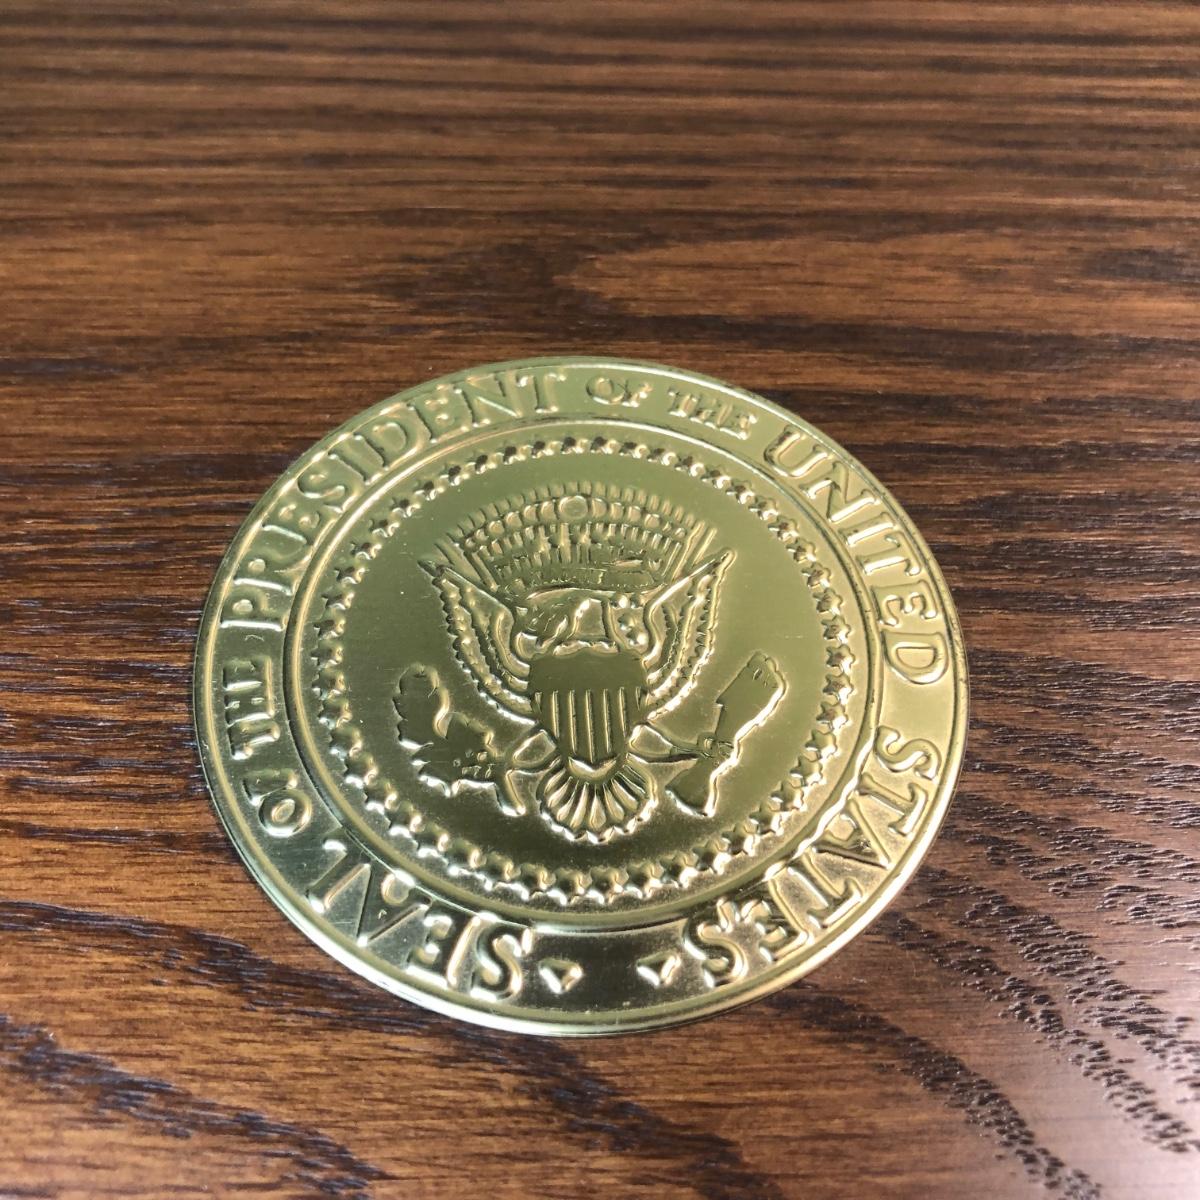 SEAL OF THE PRESIDENT OF THE UNITED STATES